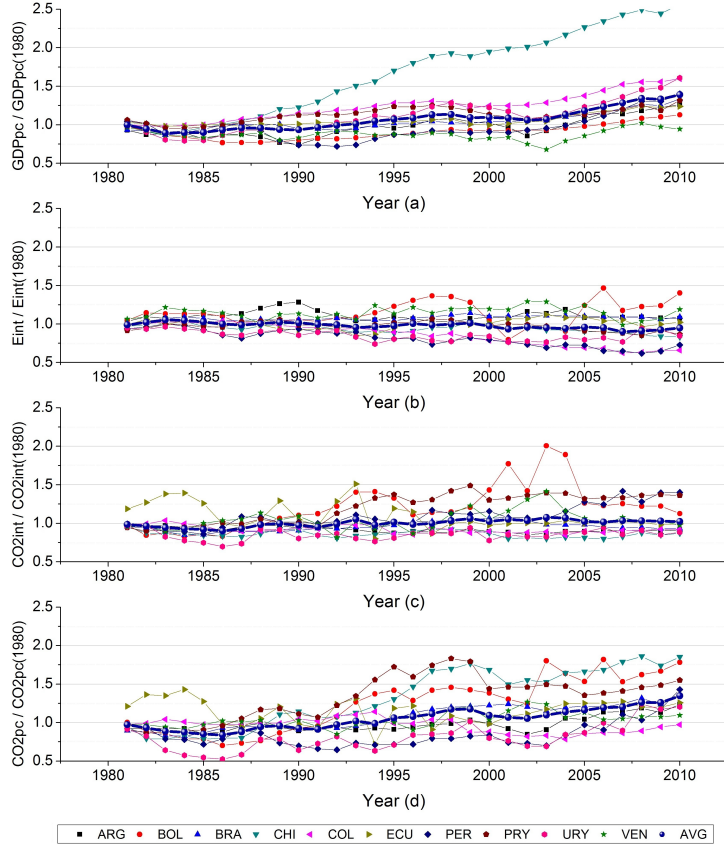 2.5
2.0
1.5
1.0
0.5
GDPpc / GDPpc(1980)
1980 1985 1990 1995 2000 2005 2010
Year (a)
2.5
2.0
1.5
1.0
0.5
Eint / Eint(1980)
1980 1985 1990 1995 2000 2005 2010
Year (b)
2.5
2.0
1.5
1.0
0.5
CO2int / CO2int(1980)
1980 1985 1990 1995 2000 2005 2010
Year (c)
2.5
2.0
1.5
1.0
0.5
CO2pc / CO2pc(1980)
1980 1985 1990 1995 2000 2005 2010
Year (d)
ARG BOL BRA CHI COL ECU PER PRY URY VEN AVG